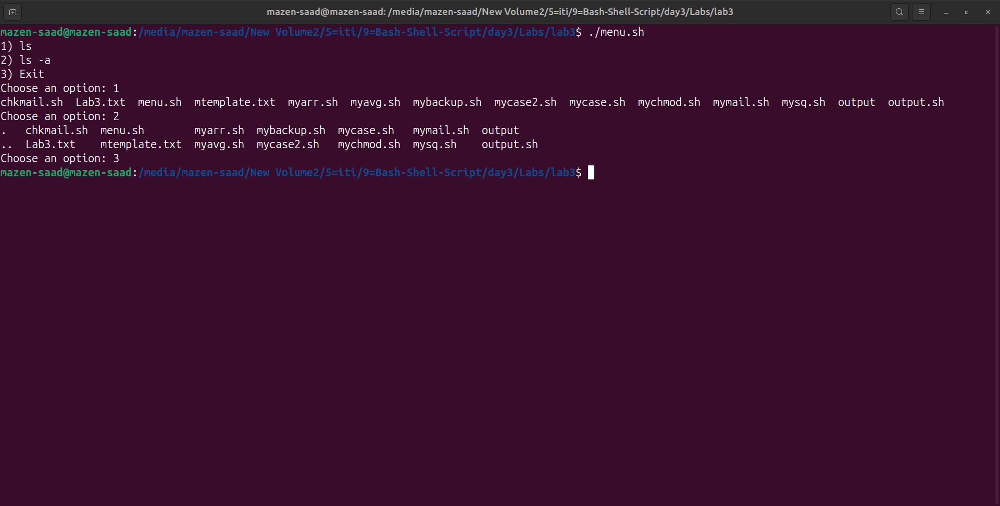 mazen-saad@mazen-saad: /media/mazen-saad/New Volume2/5=iti/9=Bash-Shell-Script/day3/Labs/lab3
mazen-saad@mazen-saad:/media/mazen-saad/New Volume2/5=iti/9=Bash-Shell-Script/day3/Labs/lab3$ ./menu.sh
1) ls
2) ls -a
3) Exit
Choose an option: 1
chkmail.sh  Lab3.txt  menu.sh  mtemplate.txt  myarr.sh  myavg.sh  mybackup.sh  mycase2.sh  mycase.sh  mychmod.sh  mymail.sh  mysq.sh  output  output.sh
Choose an option: 2
.   chkmail.sh  menu.sh        myarr.sh  mybackup.sh  mycase.sh   mymail.sh  output
..  Lab3.txt    mtemplate.txt  myavg.sh  mycase2.sh   mychmod.sh  mysq.sh    output.sh
Choose an option: 3
mazen-saad@mazen-saad:/media/mazen-saad/New Volume2/5=iti/9=Bash-Shell-Script/day3/Labs/lab3$